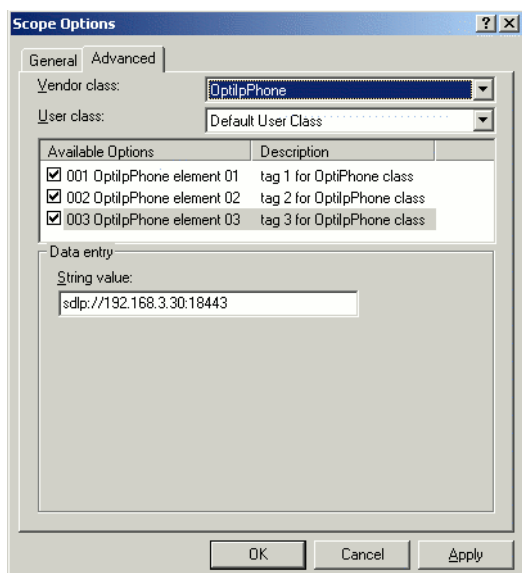 Scope Options
General Advanced
Vendor class: OptiIpPhone
User class: Default User Class
Available Options Description
001 OptiIpPhone element 01 tag 1 for OptiPhone class
002 OptiIpPhone element 02 tag 2 for OptiIpPhone class
003 OptiIpPhone element 03 tag 3 for OptiIpPhone class
Data entry
String value:
sdlp://192.168.3.30:18443
OK Cancel Apply